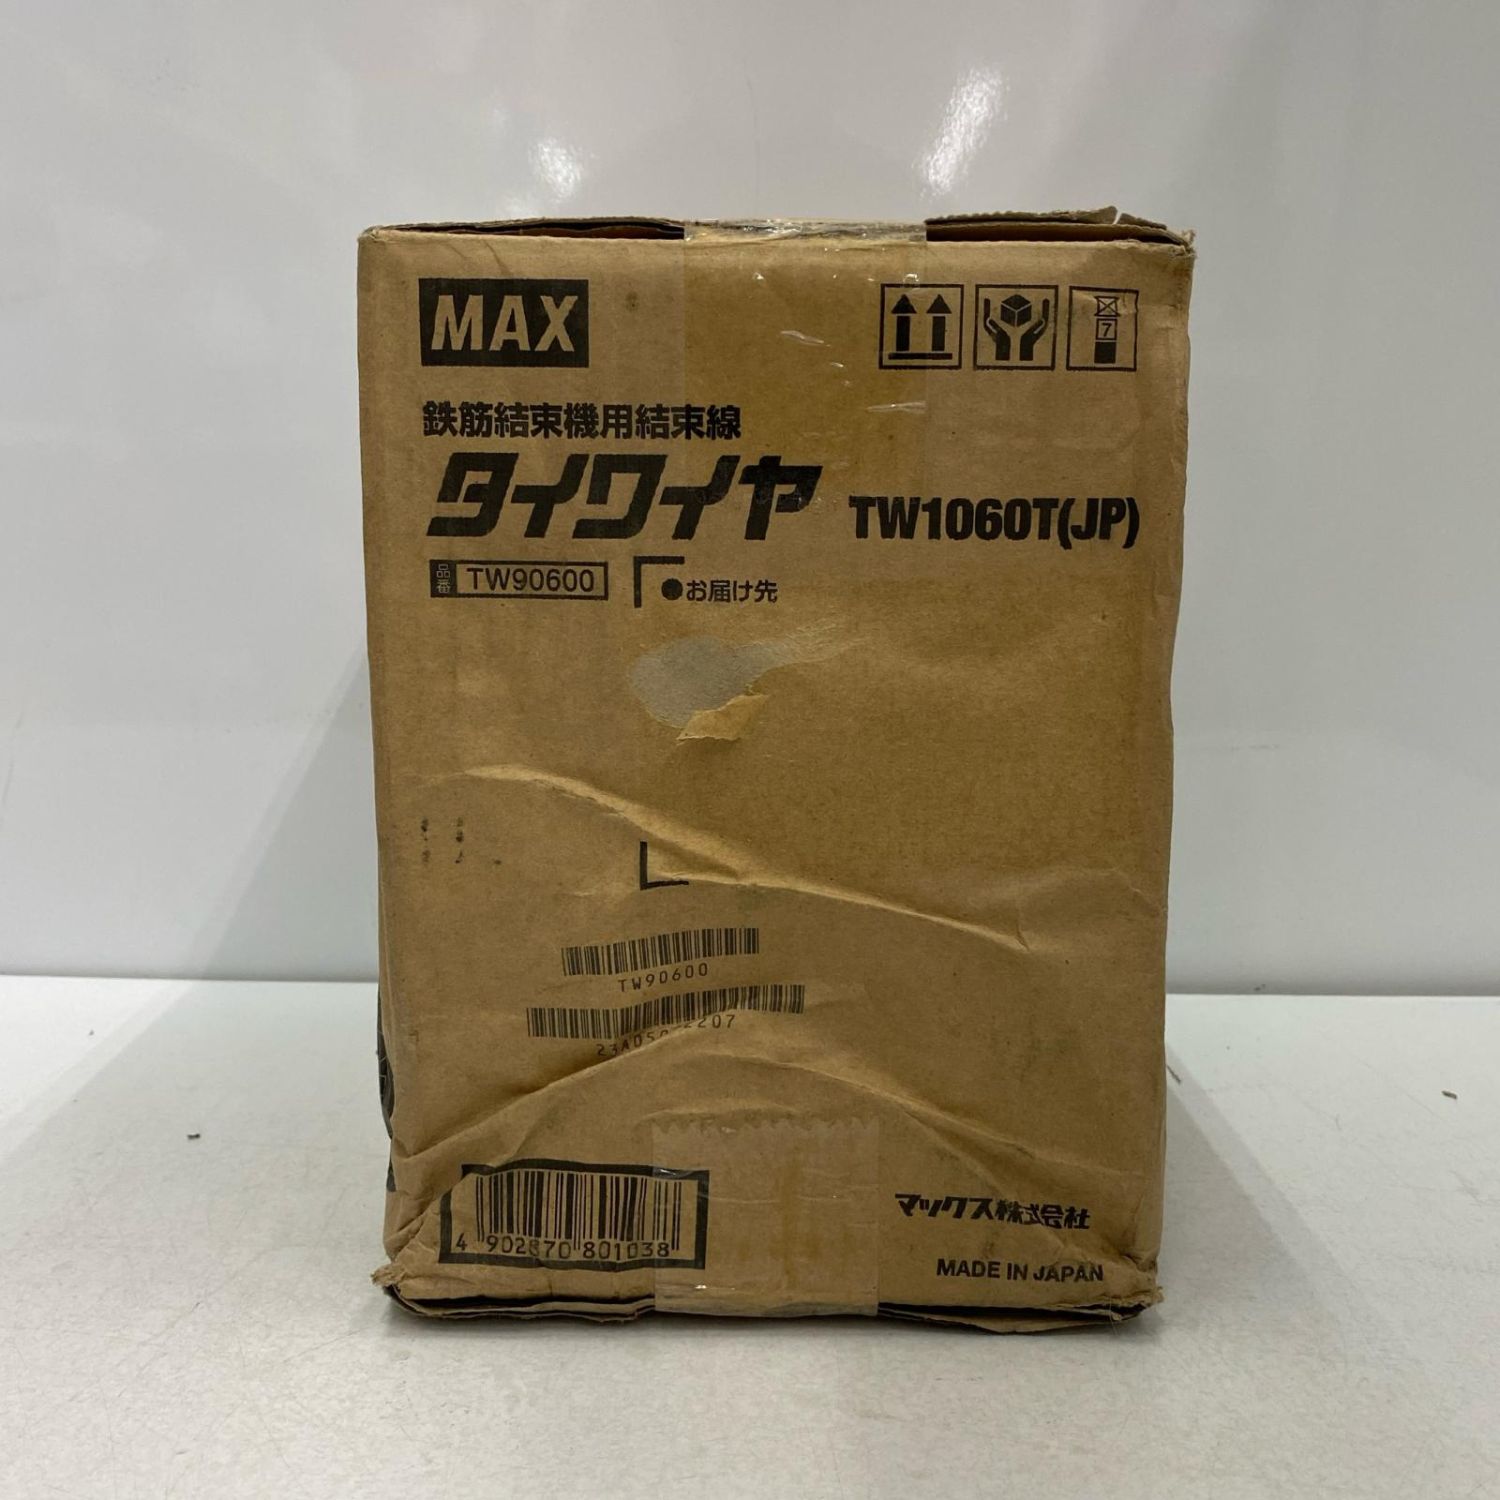 MAX
7
鉄筋結束機用結束線
タイワイヤ TW1060T(JP)
品番 TW90600
●お届け先
TW90600
2207
4 902870 801038
マックス株式会社
MADE IN JAPAN